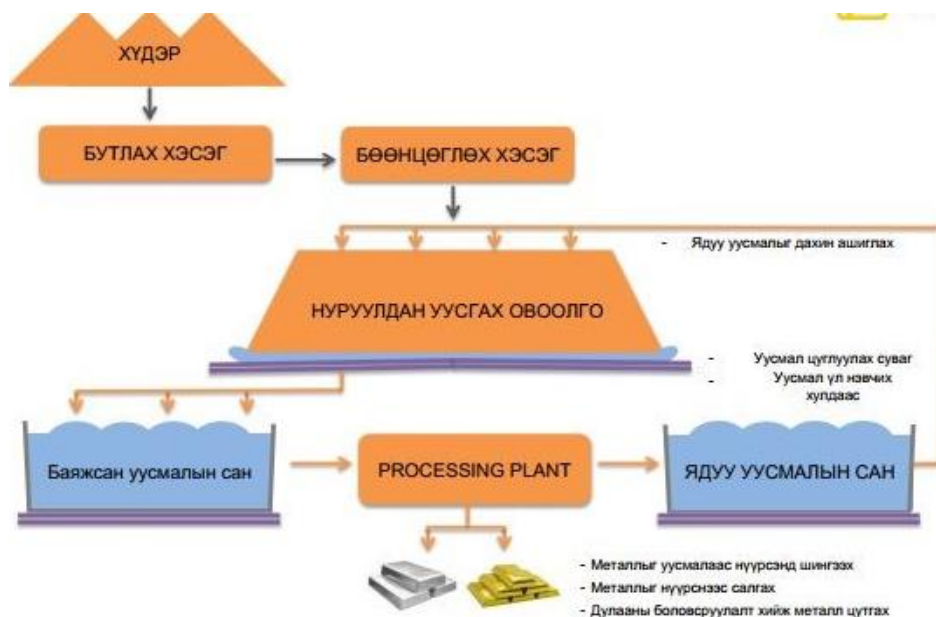 ХҮДЭР
БУТЛАХ ХЭСЭГ
БӨӨНЦӨГЛӨХ ХЭСЭГ
- Ядуу уусмалыг дахин ашиглах
НУРУУЛДАН УУСГАХ ОВООЛГО
- Уусмал цуглуулах суваг
- Уусмал үл нэвчих
хулдаас
Баяжсан уусмалын сан
PROCESSING PLANT
ЯДУУ УУСМАЛЫН САН
- Металлыг уусмалаас нүүрсэнд шингээх
- Металлыг нүүрснээс салгах
- Дулааны боловсруулалт хийж металл цутгах